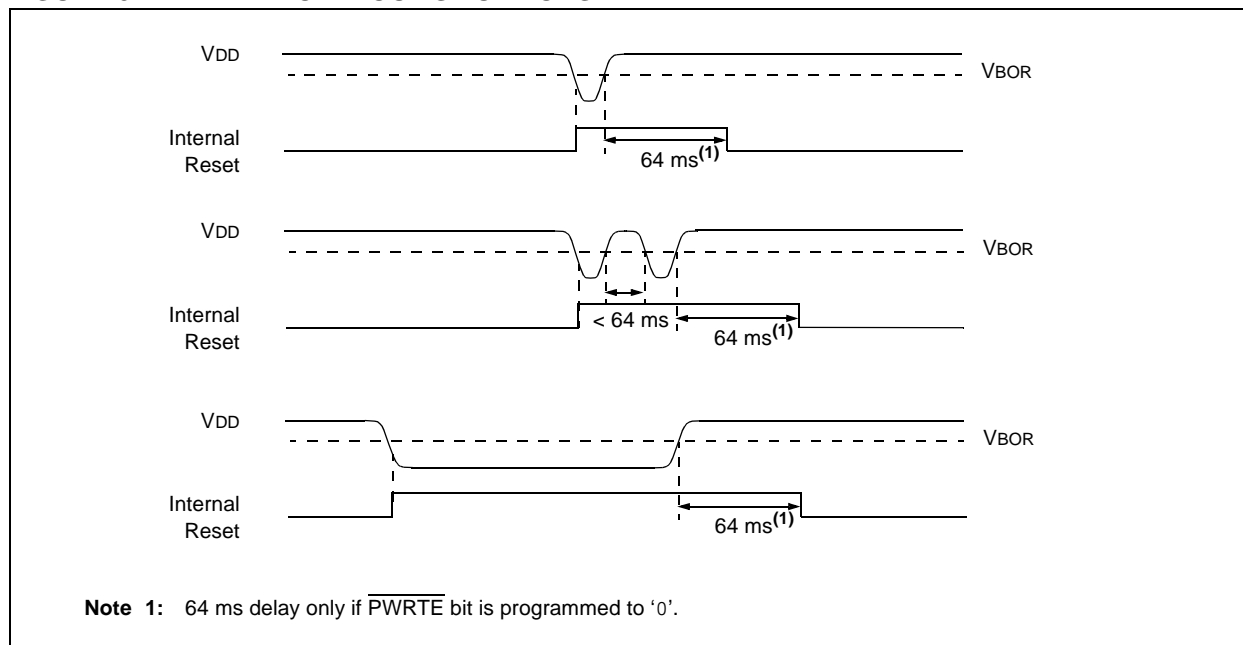 VDD
VBOR
Internal
Reset
64 ms(1)
VDD
VBOR
Internal
Reset
< 64 ms
64 ms(1)
VDD
VBOR
Internal
Reset
64 ms(1)
Note 1: 64 ms delay only if P̅W̅R̅T̅E̅ bit is programmed to ‘0’.